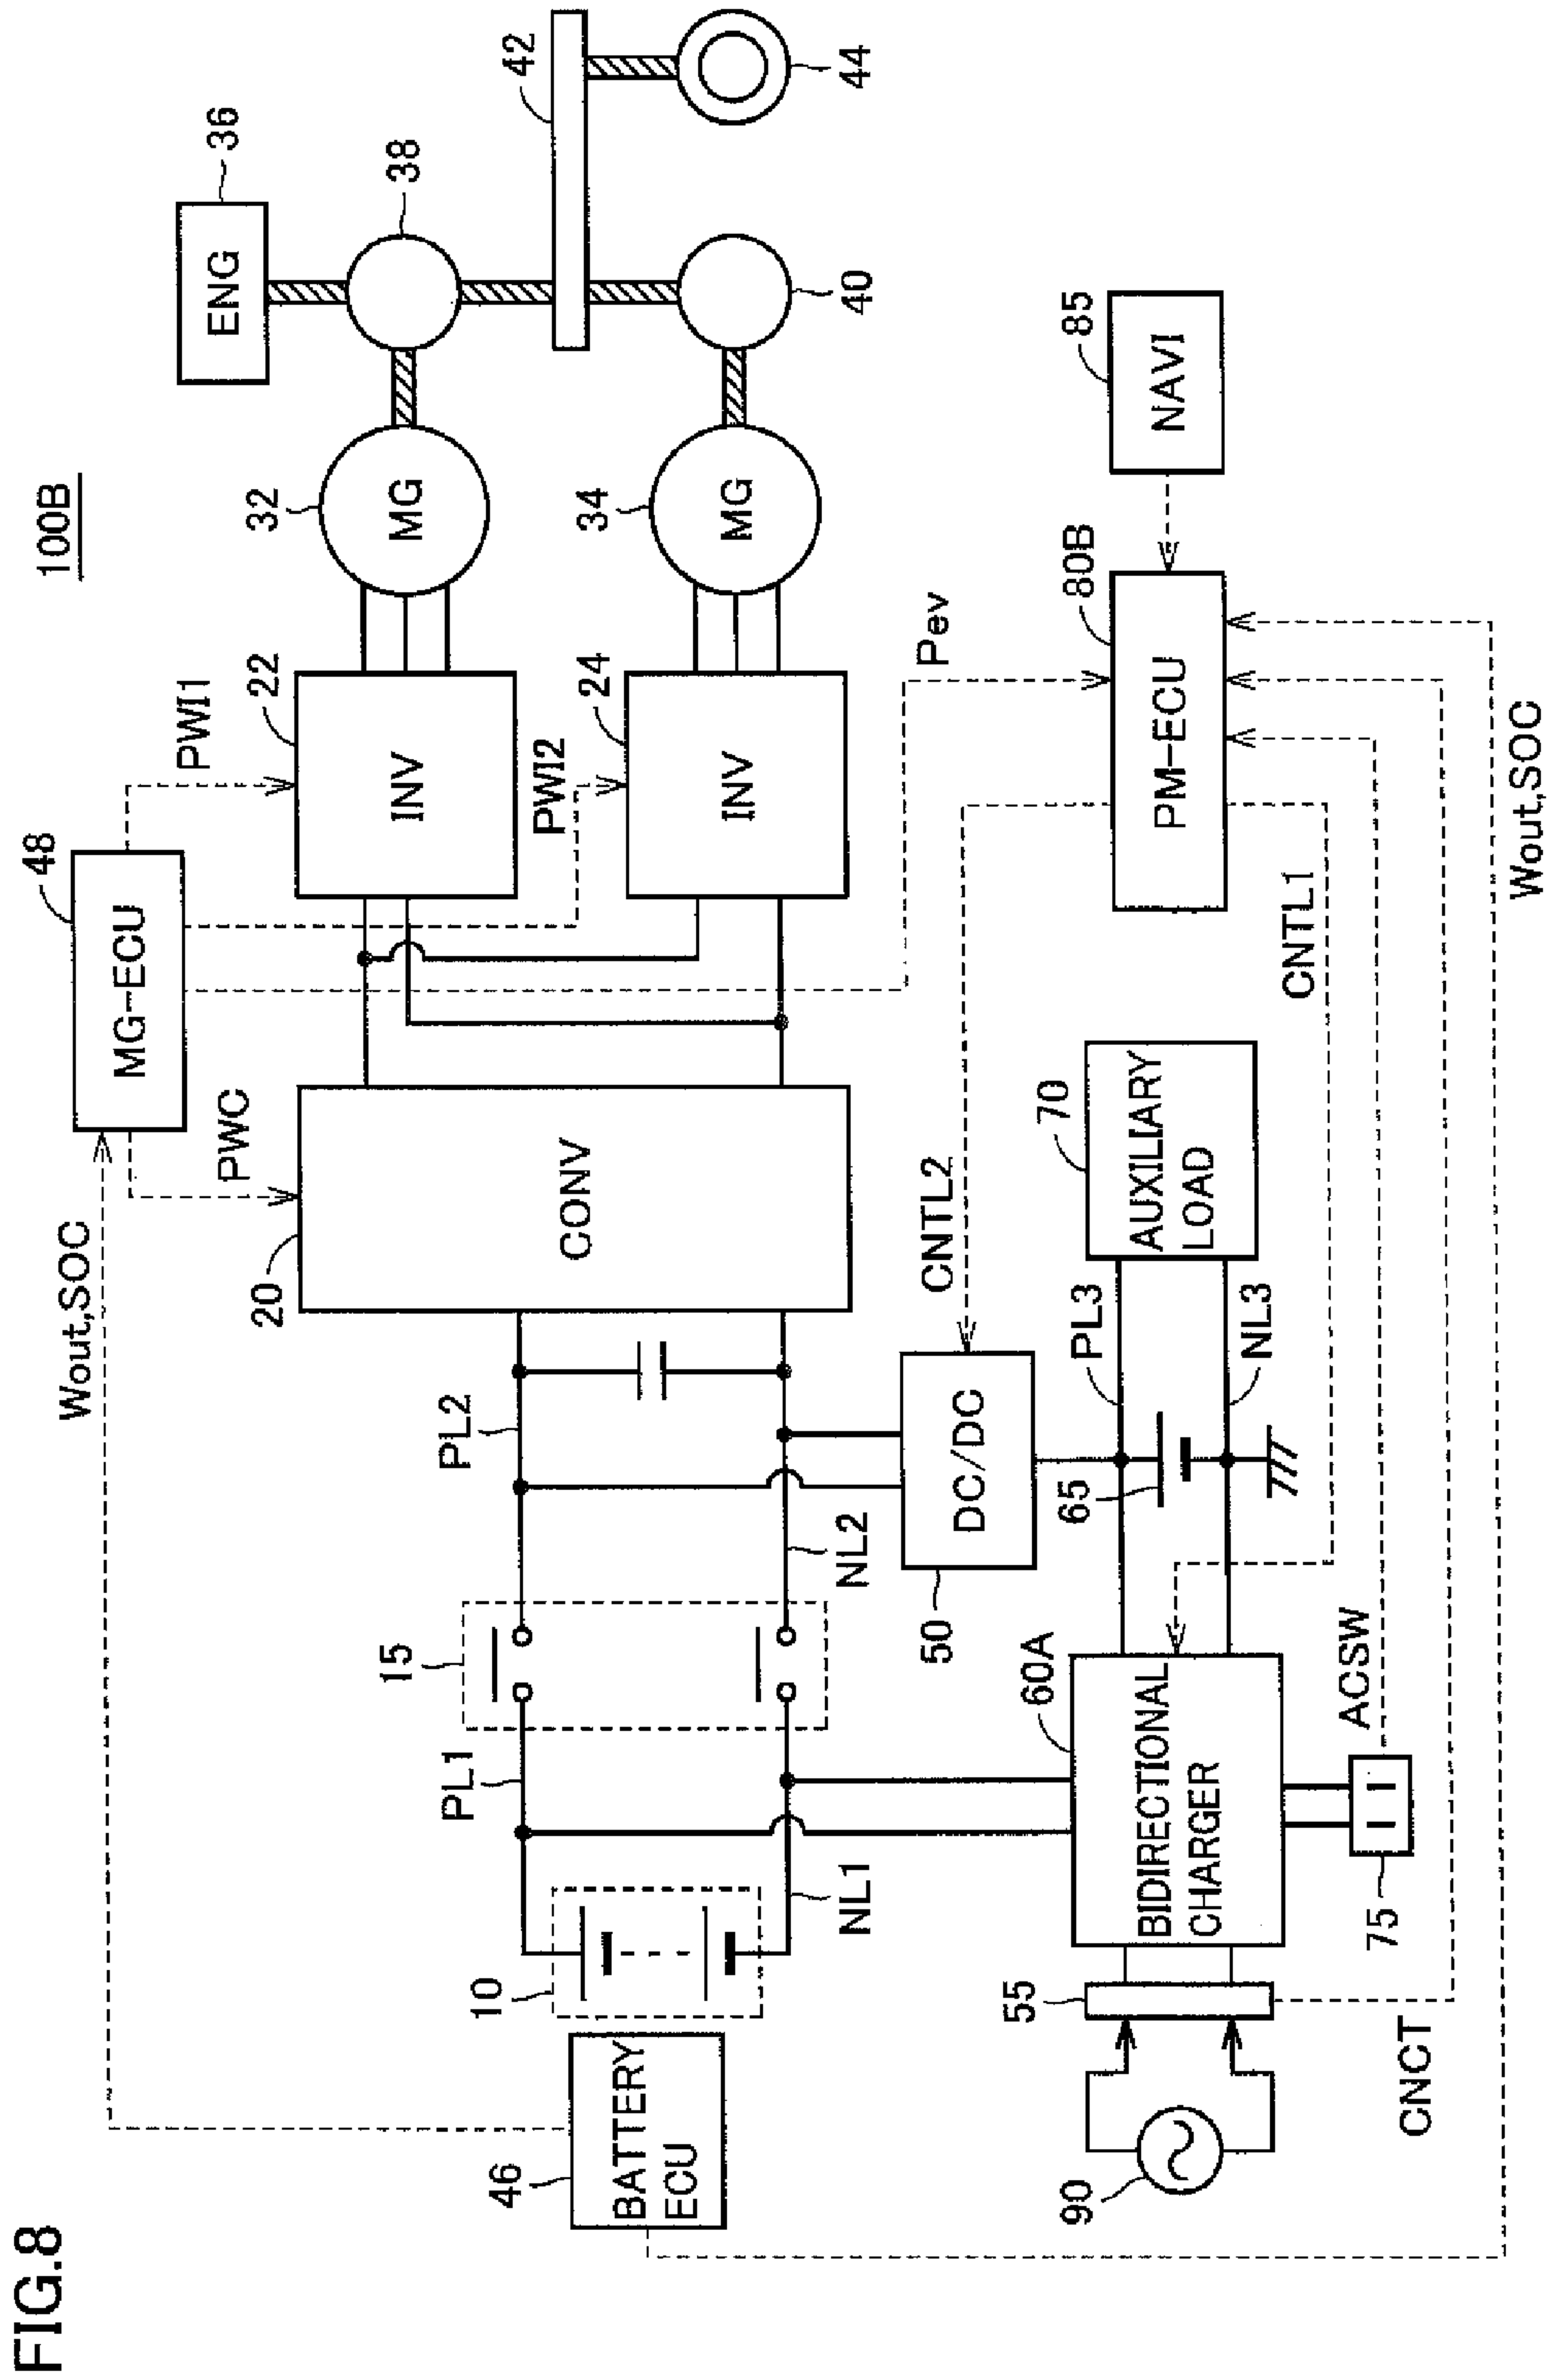 FIG.8
100B
36
ENG
38
42
44
32
MG
34
MG
40
48
MG-ECU
PWI1
22
INV
PWI2
24
INV
Pev
Wout,SOC
PWC
20
CONV
CNTL2
85
NAVI
80B
PM-ECU
CNTL1
Wout,SOC
PL2
NL2
15
PL1
NL1
10
46
BATTERY
ECU
50
DC/DC
65
PL3
NL3
70
AUXILIARY
LOAD
60A
BIDIRECTIONAL
CHARGER
55
90
75
ACSW
CNCT